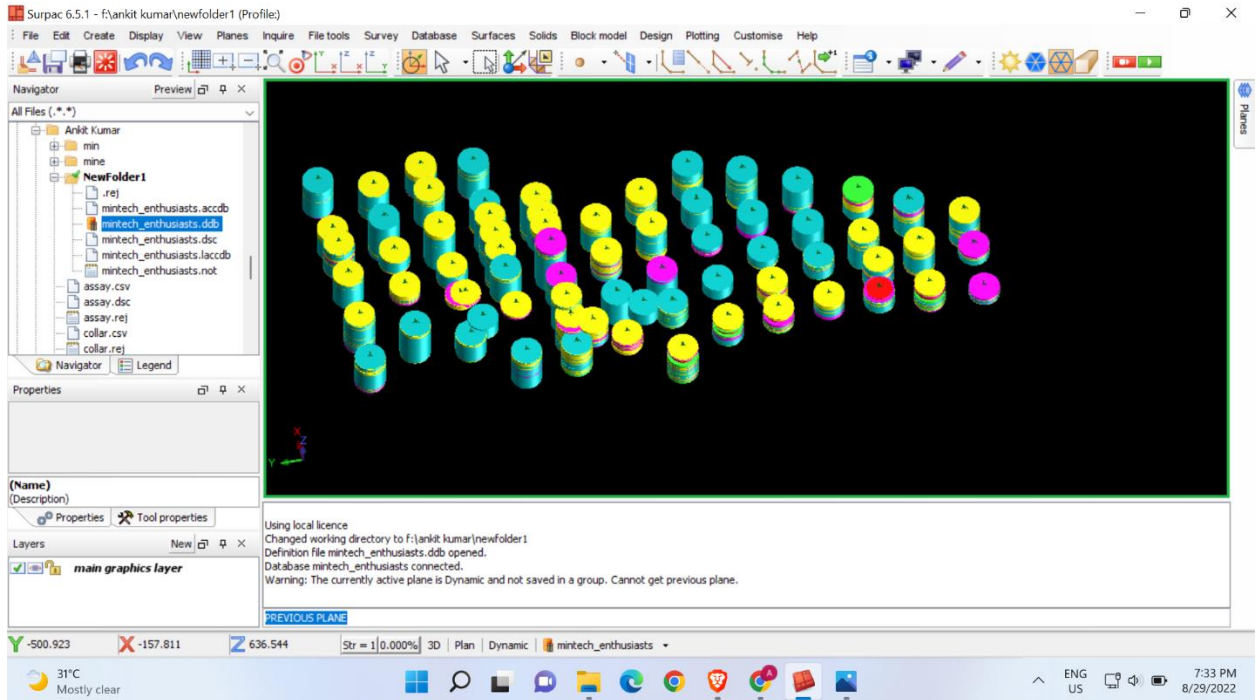 Surpac 6.5.1 - f:\ankit kumar\newfolder1 (Profile:)
File Edit Create Display View Planes Inquire File tools Survey Database Surfaces Solids Block model Design Plotting Customise Help
Navigator Preview
All Files (.*.*)
Ankit Kumar
min
mine
NewFolder1
.rej
mintech_enthusiasts.accdb
mintech_enthusiasts.ddb
mintech_enthusiasts.dsc
mintech_enthusiasts.laccdb
mintech_enthusiasts.not
assay.csv
assay.dsc
assay.rej
collar.csv
collar.rej
Navigator Legend
Planes
Properties
(Name)
(Description)
Properties Tool properties
Layers New
main graphics layer
X
Z
Y
Using local licence
Changed working directory to f:\ankit kumar\newfolder1
Definition file mintech_enthusiasts.ddb opened.
Database mintech_enthusiasts connected.
Warning: The currently active plane is Dynamic and not saved in a group. Cannot get previous plane.
PREVIOUS PLANE
Y -500.923 X -157.811 Z 636.544 Str = 1 0.000% 3D Plan Dynamic mintech_enthusiasts
31°C
Mostly clear
ENG
US
7:33 PM
8/29/2022